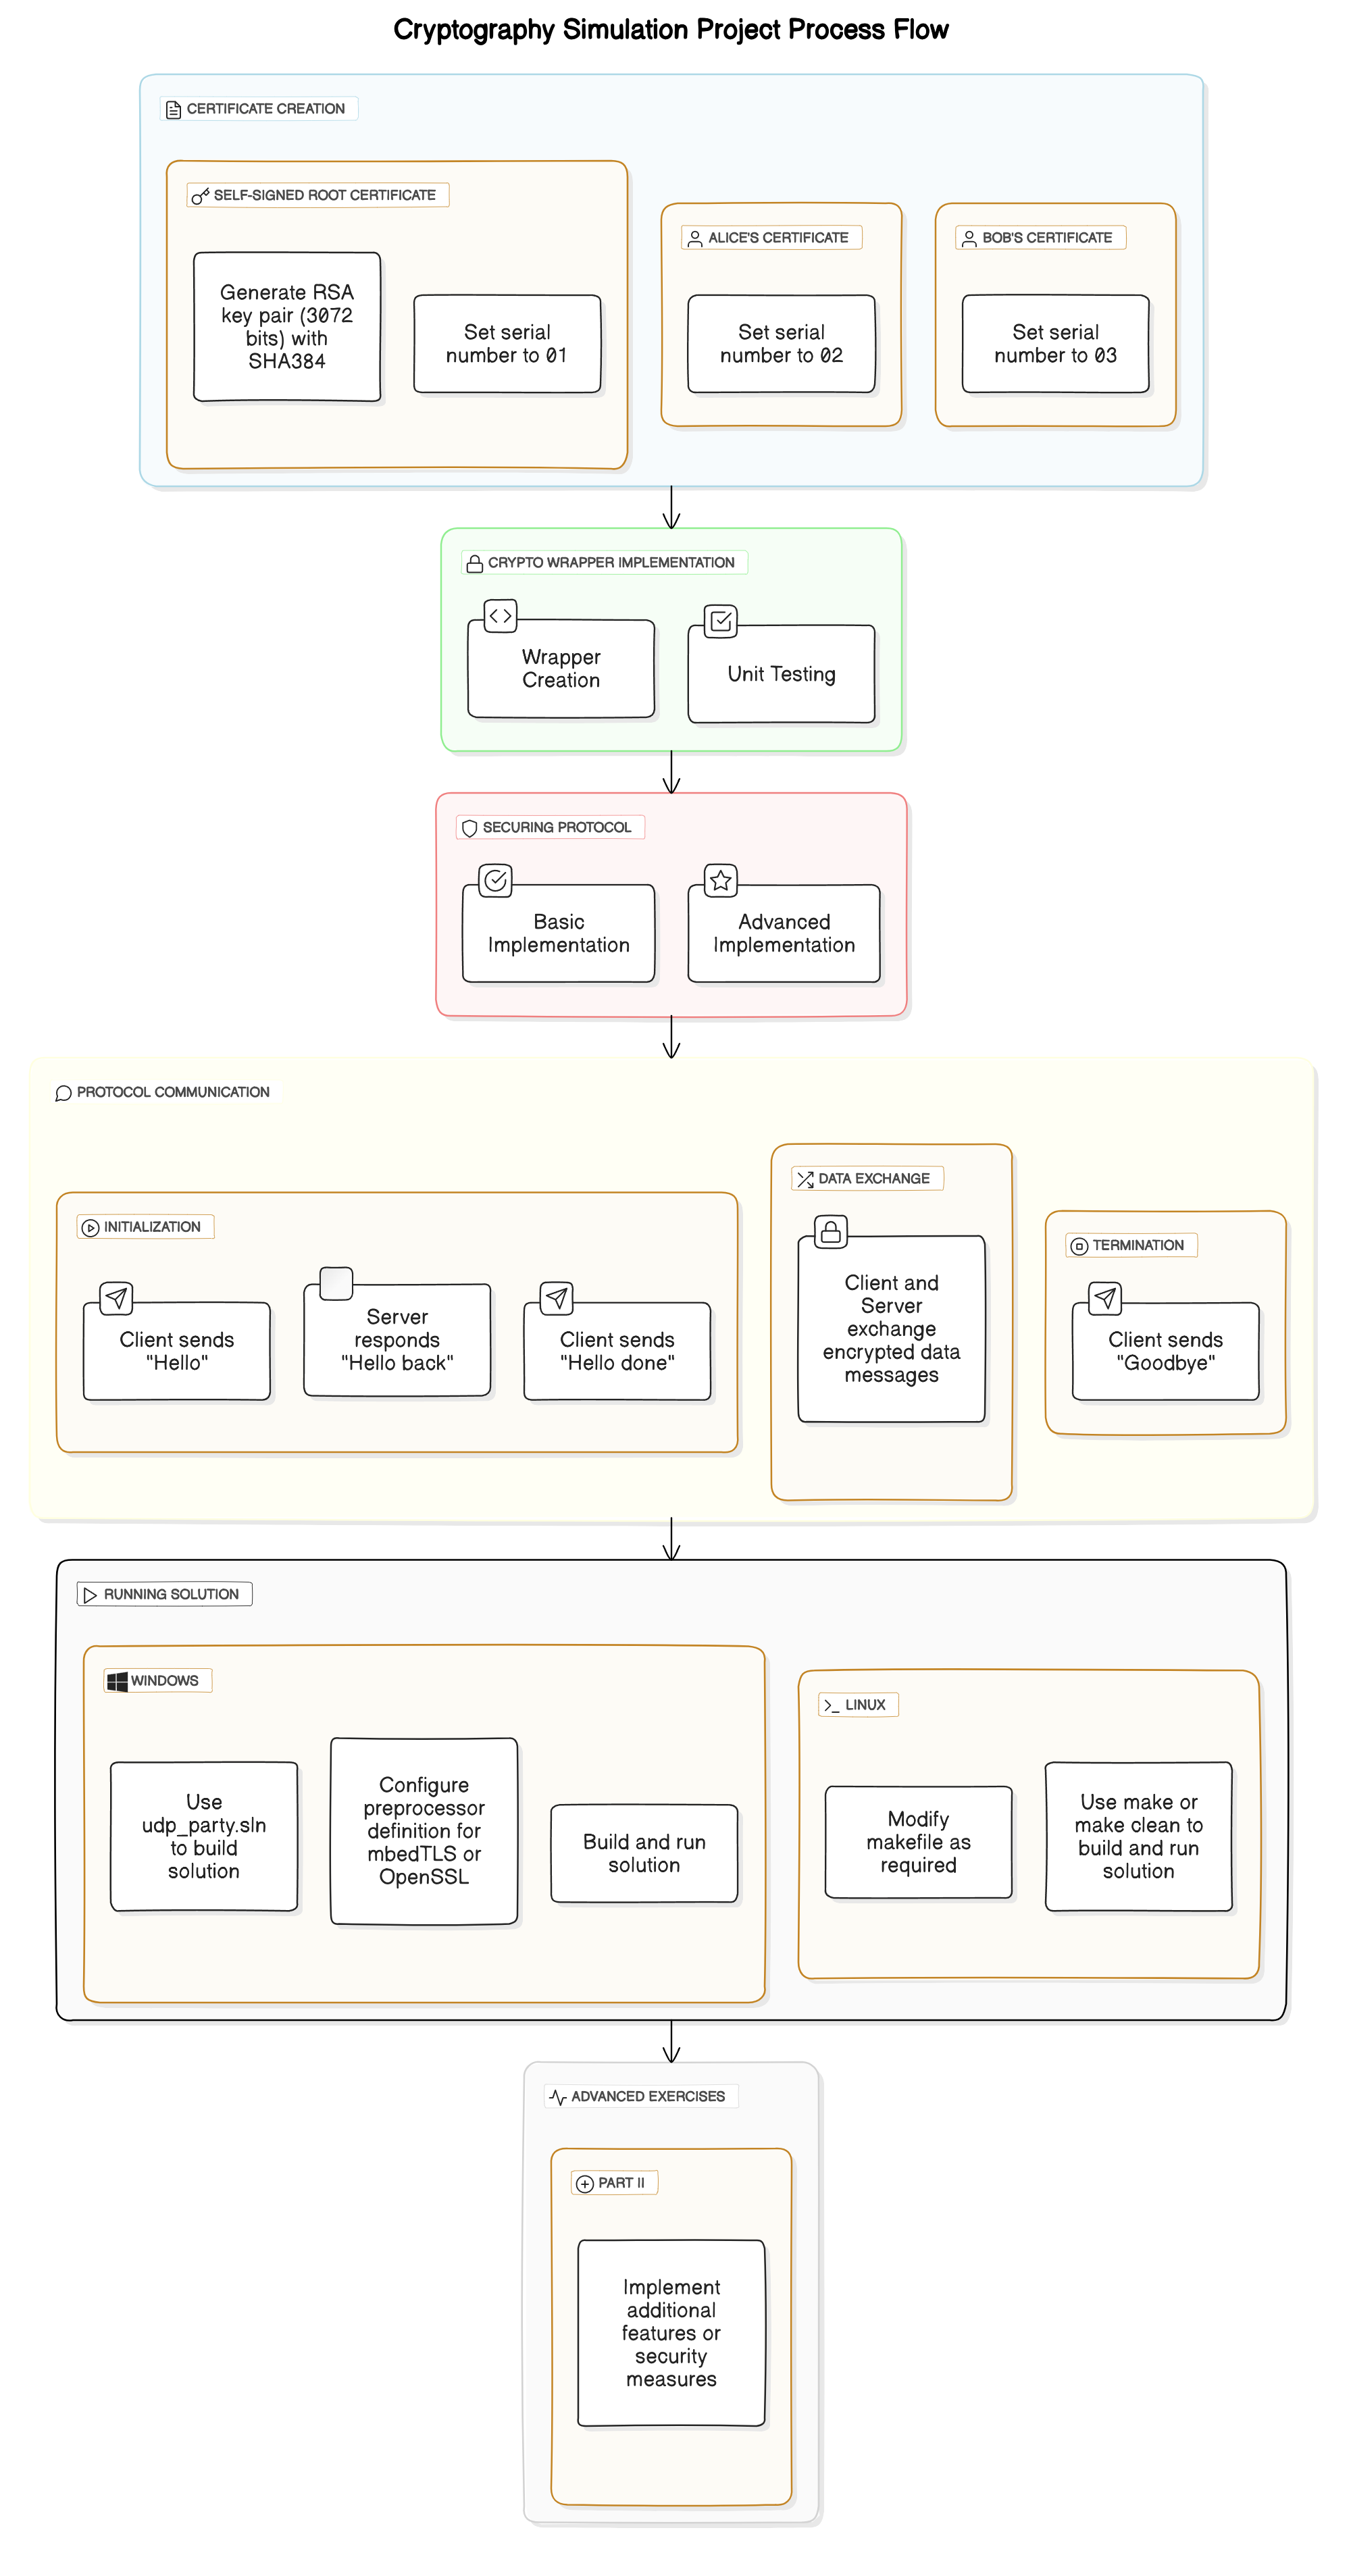 Cryptography Simulation Project Process Flow
CERTIFICATE CREATION
SELF-SIGNED ROOT CERTIFICATE
Generate RSA
key pair (3072
bits) with
SHA384
Set serial
number to 01
ALICE'S CERTIFICATE
Set serial
number to 02
BOB'S CERTIFICATE
Set serial
number to 03
CRYPTO WRAPPER IMPLEMENTATION
Wrapper
Creation
Unit Testing
SECURING PROTOCOL
Basic
Implementation
Advanced
Implementation
PROTOCOL COMMUNICATION
INITIALIZATION
Client sends
"Hello"
Server
responds
"Hello back"
Client sends
"Hello done"
DATA EXCHANGE
Client and
Server
exchange
encrypted data
messages
TERMINATION
Client sends
"Goodbye"
RUNNING SOLUTION
WINDOWS
Use
udp_party.sln
to build
solution
Configure
preprocessor
definition for
mbedTLS or
OpenSSL
Build and run
solution
LINUX
Modify
makefile as
required
Use make or
make clean to
build and run
solution
ADVANCED EXERCISES
PART II
Implement
additional
features or
security
measures